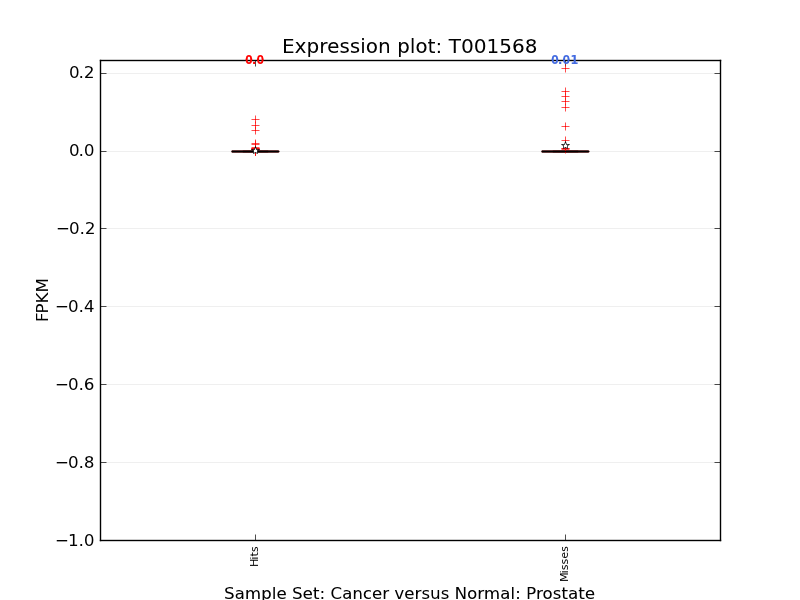 Expression plot: T001568
0.0 0.01
0.2
0.0
−0.2
−0.4
−0.6
−0.8
−1.0
FPKM
Hits Misses
Sample Set: Cancer versus Normal: Prostate